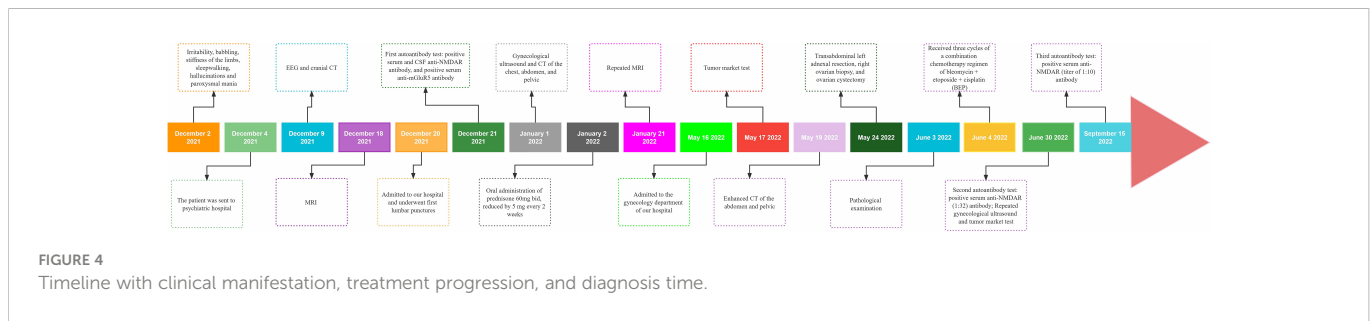 Irritability, babbling,
stiffness of the limbs,
sleepwalking,
hallucinations and
paroxysmal mania
EEG and cranial CT
First autoantibody test: positive
serum and CSF anti-NMDAR
antibody, and positive serum
anti-mGluR5 antibody
Gynecological
ultrasound and CT of
the chest, abdomen, and
pelvic
Repeated MRI
Tumor market test
Transabdominal left
adnexal resection, right
ovarian biopsy, and
ovarian cystectomy
Received three cycles of
a combination
chemotherapy regimen
of bleomycin +
etoposide + cisplatin
(BEP)
Third autoantibody test:
positive serum anti-
NMDAR (titer of 1:10)
antibody
December 2
2021
December 4
2021
December 9
2021
December 18
2021
December 20
2021
December 21
2021
January 1
2022
January 2
2022
January 21
2022
May 16 2022
May 17 2022
May 19 2022
May 24 2022
June 3 2022
June 4 2022
June 30 2022
September 15
2022
The patient was sent to
psychiatric hospital
MRI
Admitted to our hospital
and underwent first
lumbar punctures
Oral administration of
prednisone 60mg bid,
reduced by 5 mg every 2
weeks
Admitted to the
gynecology department
of our hospital
Enhanced CT of the
abdomen and pelvic
Pathological
examination
Second autoantibody test:
positive serum anti-NMDAR
(1:32) antibody; Repeated
gynecological ultrasound
and tumor market test
FIGURE 4
Timeline with clinical manifestation, treatment progression, and diagnosis time.